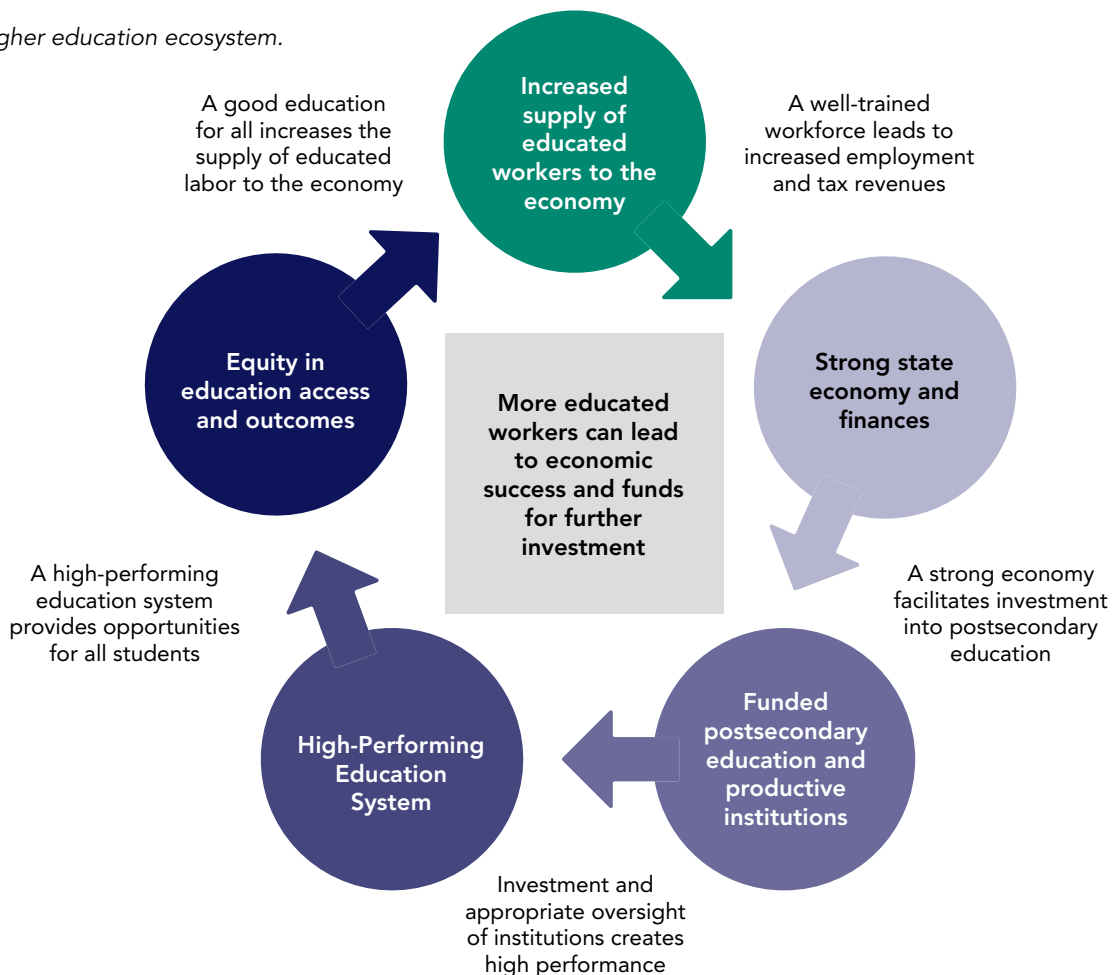 higher education ecosystem.
Increased
supply of
educated
workers to the
economy
A well-trained
workforce leads to
increased employment
and tax revenues
Strong state
economy and
finances
A strong economy
facilitates investment
into postsecondary
education
Funded
postsecondary
education and
productive
institutions
Investment and
appropriate oversight
of institutions creates
high performance
High-Performing
Education
System
A high-performing
education system
provides opportunities
for all students
Equity in
education access
and outcomes
A good education
for all increases the
supply of educated
labor to the economy
More educated
workers can lead
to economic
success and funds
for further
investment